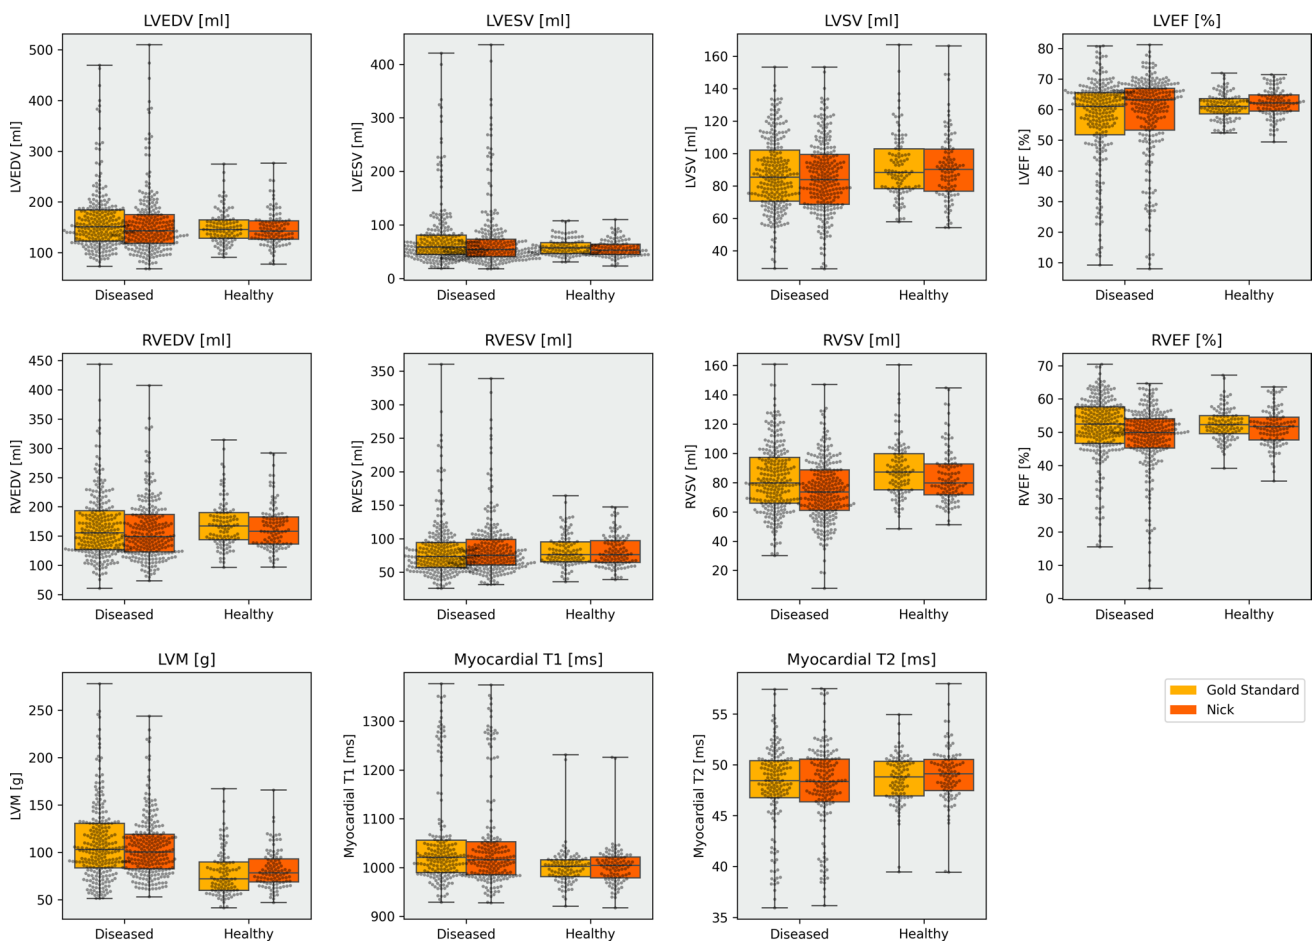 LVEDV [ml]
LVEDV [ml]
500
400
300
200
100
Diseased
Healthy
LVESV [ml]
LVESV [ml]
400
300
200
100
0
Diseased
Healthy
LVSV [ml]
LVSV [ml]
160
140
120
100
80
60
40
Diseased
Healthy
LVEF [%]
LVEF [%]
80
70
60
50
40
30
20
10
Diseased
Healthy
RVEDV [ml]
RVEDV [ml]
450
400
350
300
250
200
150
100
50
Diseased
Healthy
RVESV [ml]
RVESV [ml]
350
300
250
200
150
100
50
Diseased
Healthy
RVSV [ml]
RVSV [ml]
160
140
120
100
80
60
40
20
Diseased
Healthy
RVEF [%]
RVEF [%]
70
60
50
40
30
20
10
0
Diseased
Healthy
LVM [g]
LVM [g]
250
200
150
100
50
Diseased
Healthy
Myocardial T1 [ms]
Myocardial T1 [ms]
1300
1200
1100
1000
900
Diseased
Healthy
Myocardial T2 [ms]
Myocardial T2 [ms]
55
50
45
40
35
Diseased
Healthy
Gold Standard
Nick